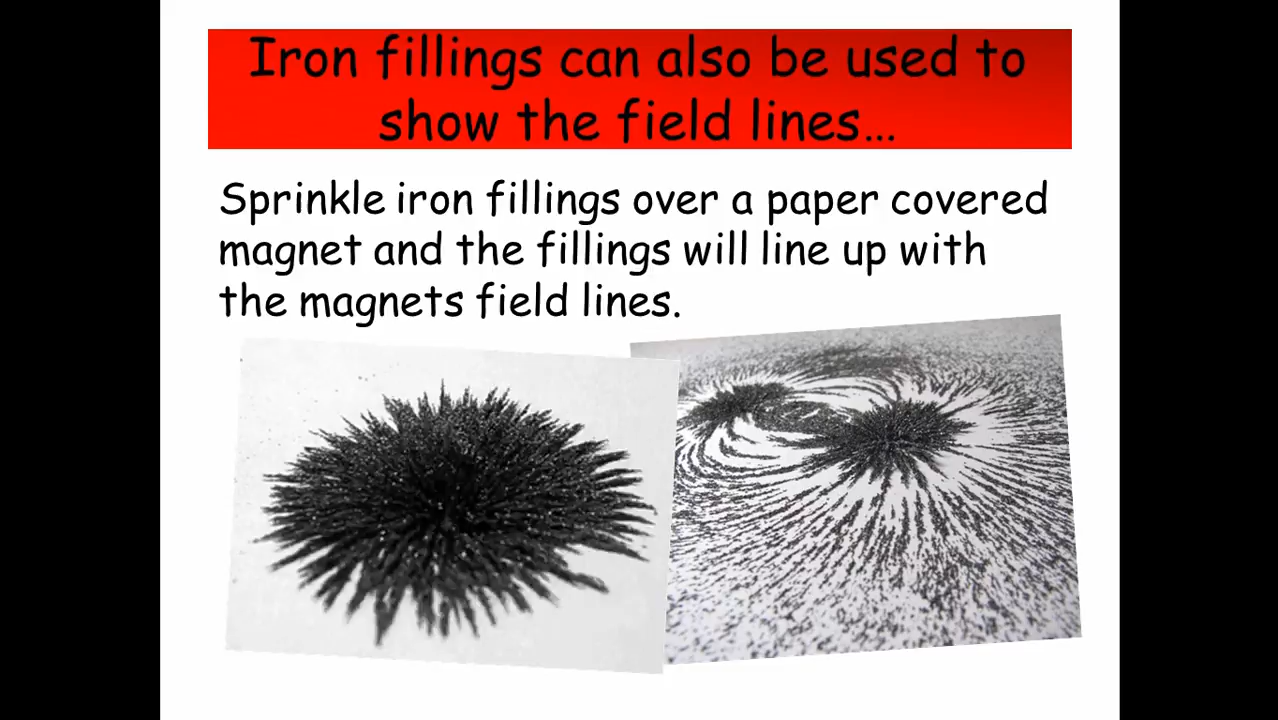 Iron fillings can also be used to
show the field lines...
Sprinkle iron fillings over a paper covered
magnet and the fillings will line up with
the magnets field lines.